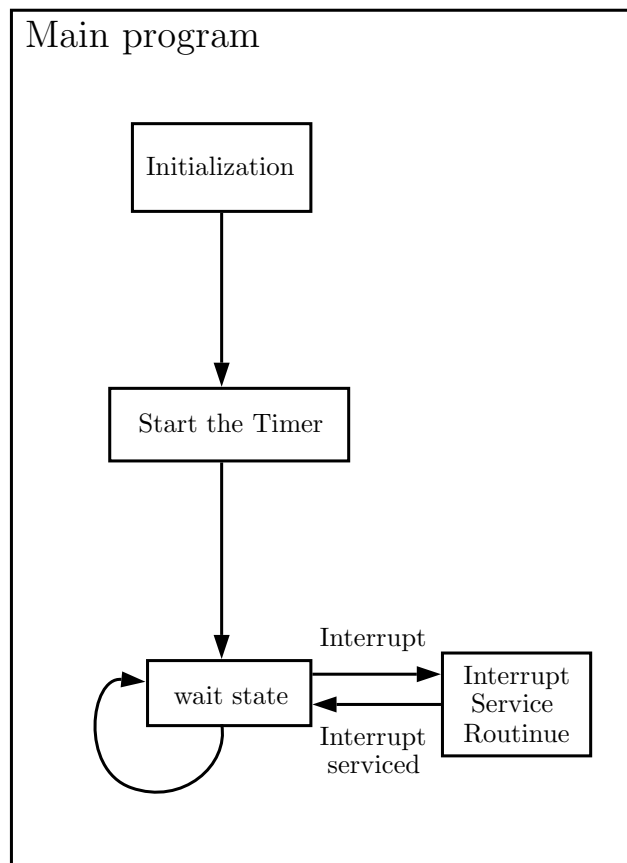 Main program
Initialization
Start the Timer
Interrupt
wait state
Interrupt
Service
Routinue
Interrupt
serviced